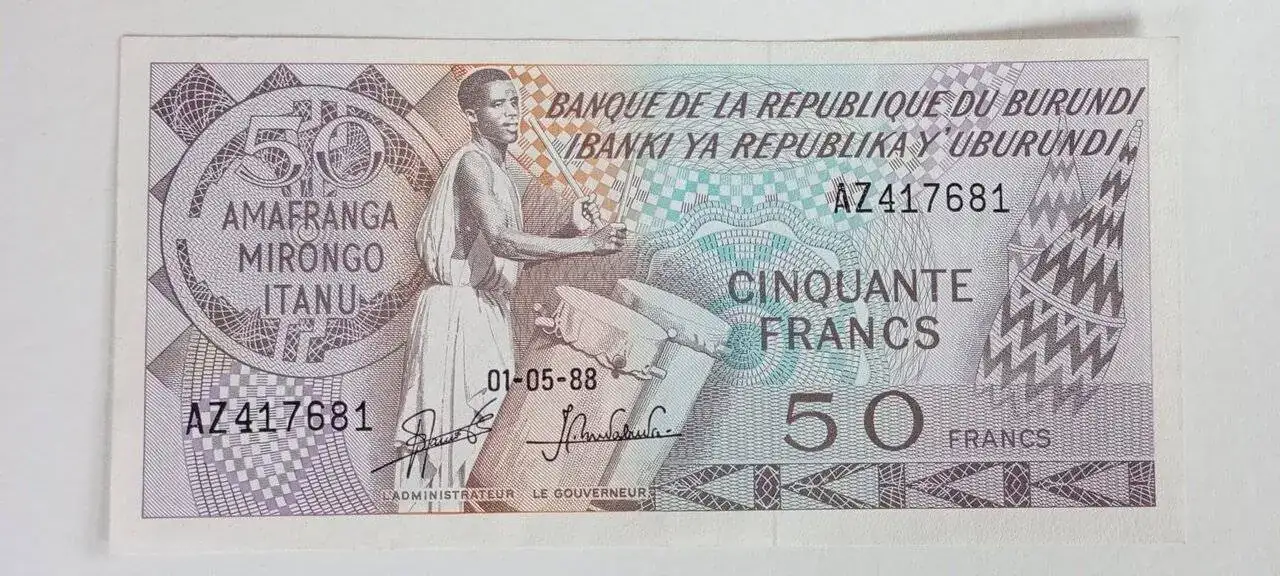 BANQUE DE LA REPUBLIQUE DU BURUNDI
IBANKI YA REPUBLIKA Y'UBURUNDI
50
AMAFRANGA
MIRONGO
ITANU
AZ417681
CINQUANTE
FRANCS
01-05-88
AZ417681
50 FRANCS
L'ADMINISTRATEUR LE GOUVERNEUR